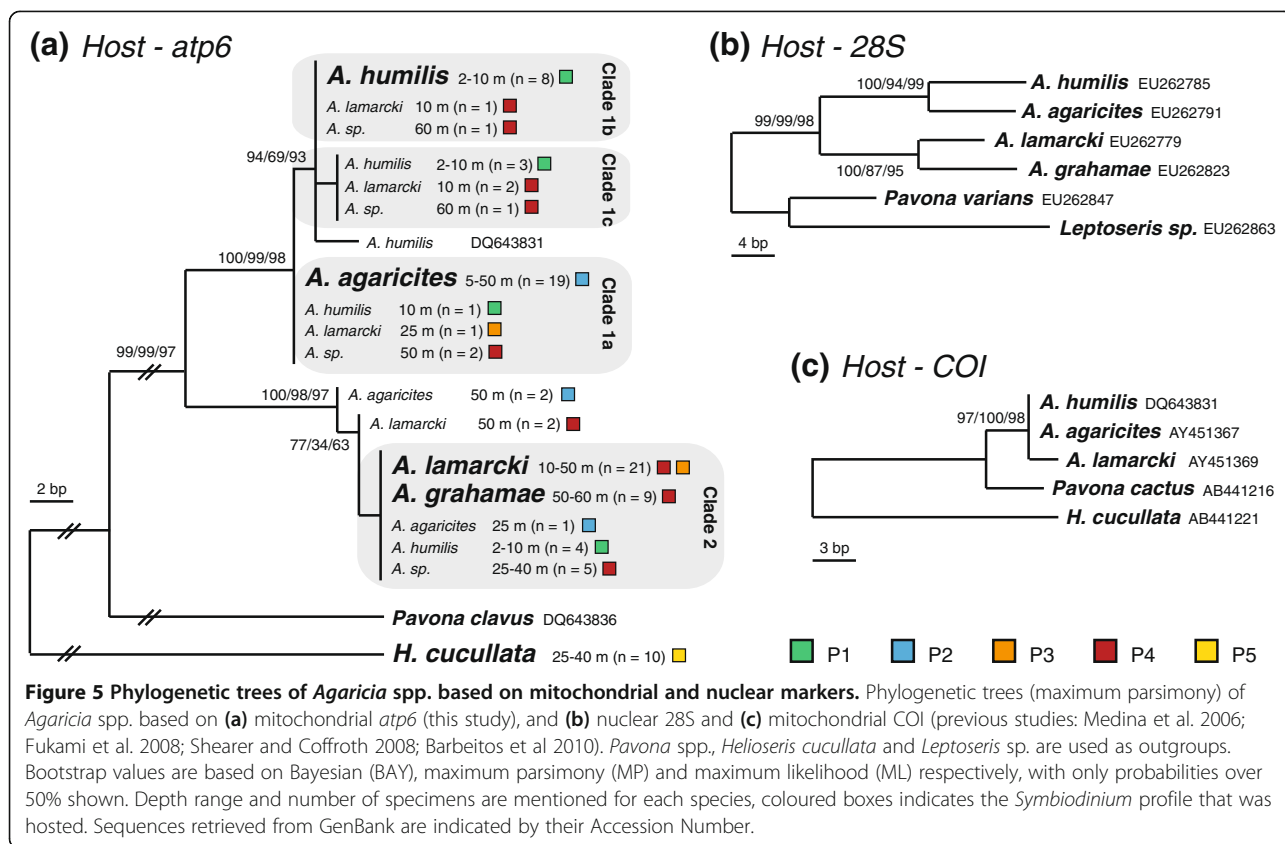 (a) Host - atp6
A. humilis 2-10 m (n = 8)
A. lamarcki 10 m (n = 1)
A. sp. 60 m (n = 1)
Clade 1b
94/69/93
A. humilis 2-10 m (n = 3)
A. lamarcki 10 m (n = 2)
A. sp. 60 m (n = 1)
Clade 1c
A. humilis DQ643831
100/99/98
A. agaricites 5-50 m (n = 19)
A. humilis 10 m (n = 1)
A. lamarcki 25 m (n = 1)
A. sp. 50 m (n = 2)
Clade 1a
99/99/97
100/98/97
A. agaricites 50 m (n = 2)
A. lamarcki 50 m (n = 2)
77/34/63
A. lamarcki 10-50 m (n = 21)
A. grahamae 50-60 m (n = 9)
A. agaricites 25 m (n = 1)
A. humilis 2-10 m (n = 4)
A. sp. 25-40 m (n = 5)
Clade 2
2 bp
Pavona clavus DQ643836
H. cucullata 25-40 m (n = 10)
(b) Host - 28S
100/94/99
A. humilis EU262785
A. agaricites EU262791
99/99/98
A. lamarcki EU262779
100/87/95
A. grahamae EU262823
Pavona varians EU262847
Leptoseris sp. EU262863
4 bp
(c) Host - COI
A. humilis DQ643831
97/100/98
A. agaricites AY451367
A. lamarcki AY451369
Pavona cactus AB441216
H. cucullata AB441221
3 bp
P1 P2 P3 P4 P5
Figure 5 Phylogenetic trees of Agaricia spp. based on mitochondrial and nuclear markers. Phylogenetic trees (maximum parsimony) of
Agaricia spp. based on (a) mitochondrial atp6 (this study), and (b) nuclear 28S and (c) mitochondrial COI (previous studies: Medina et al. 2006;
Fukami et al. 2008; Shearer and Coffroth 2008; Barbeitos et al 2010). Pavona spp., Helioseris cucullata and Leptoseris sp. are used as outgroups.
Bootstrap values are based on Bayesian (BAY), maximum parsimony (MP) and maximum likelihood (ML) respectively, with only probabilities over
50% shown. Depth range and number of specimens are mentioned for each species, coloured boxes indicates the Symbiodinium profile that was
hosted. Sequences retrieved from GenBank are indicated by their Accession Number.